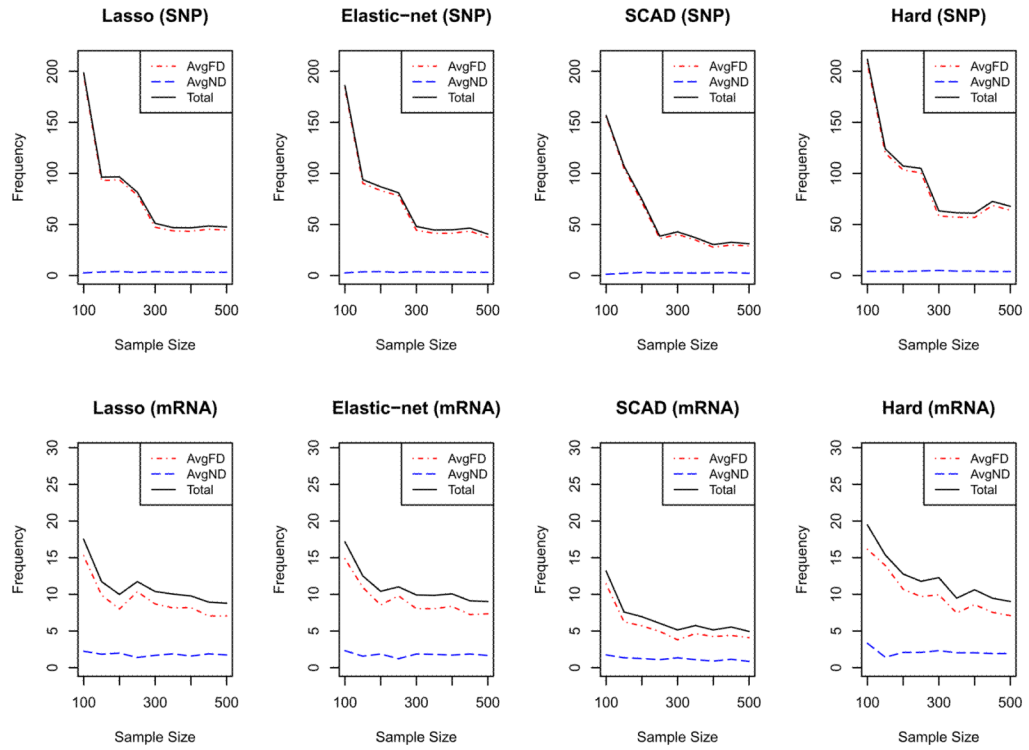 Lasso (SNP)
Elastic−net (SNP)
SCAD (SNP)
Hard (SNP)
Frequency
200
150
100
50
0
AvgFD
AvgND
Total
100
300
500
Sample Size
Frequency
200
150
100
50
0
AvgFD
AvgND
Total
100
300
500
Sample Size
Frequency
200
150
100
50
0
AvgFD
AvgND
Total
100
300
500
Sample Size
Frequency
200
150
100
50
0
AvgFD
AvgND
Total
100
300
500
Sample Size
Lasso (mRNA)
Elastic−net (mRNA)
SCAD (mRNA)
Hard (mRNA)
Frequency
30
25
20
15
10
5
0
AvgFD
AvgND
Total
100
300
500
Sample Size
Frequency
30
25
20
15
10
5
0
AvgFD
AvgND
Total
100
300
500
Sample Size
Frequency
30
25
20
15
10
5
0
AvgFD
AvgND
Total
100
300
500
Sample Size
Frequency
30
25
20
15
10
5
0
AvgFD
AvgND
Total
100
300
500
Sample Size